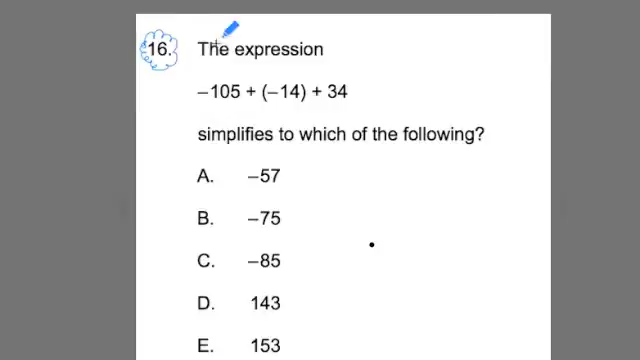 16. The expression
–105 + (–14) + 34
simplifies to which of the following?
A. –57
B. –75
C. –85
D. 143
E. 153